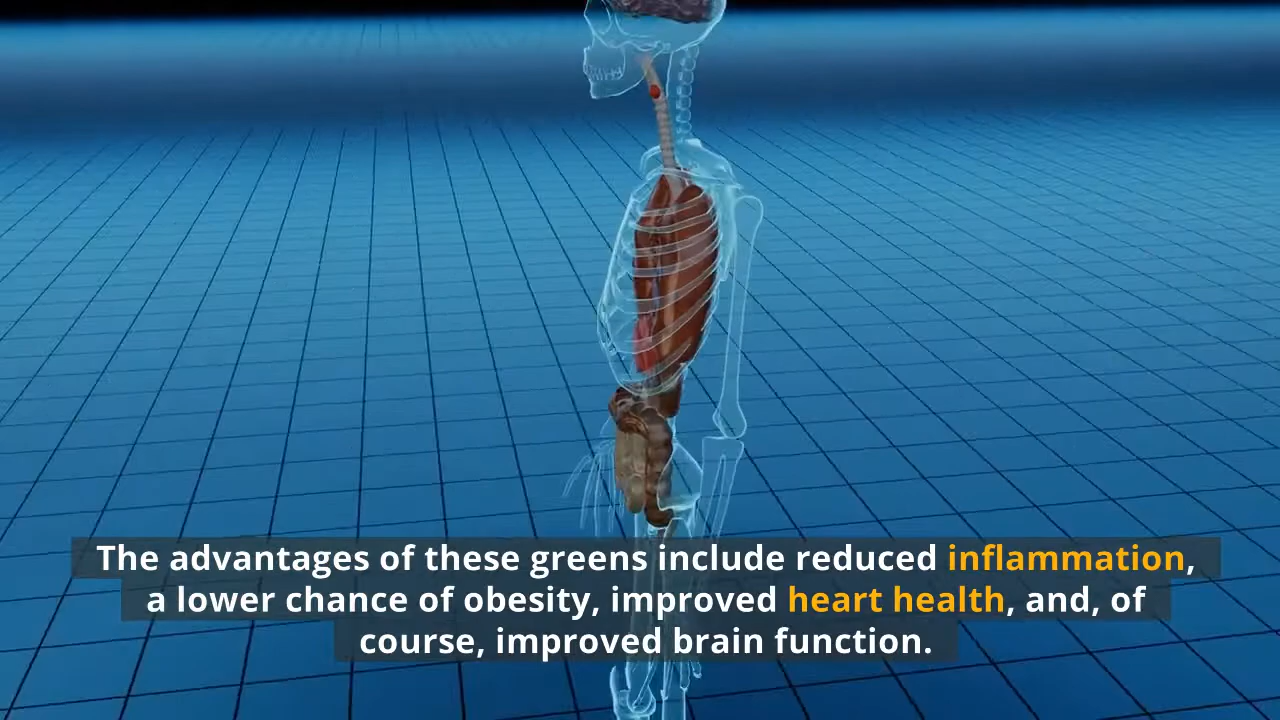 The advantages of these greens include reduced inflammation,
a lower chance of obesity, improved heart health, and, of
course, improved brain function.